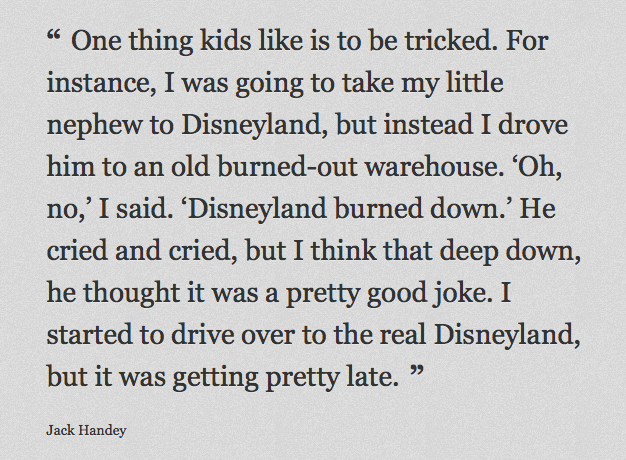 “ One thing kids like is to be tricked. For
instance, I was going to take my little
nephew to Disneyland, but instead I drove
him to an old burned-out warehouse. ‘Oh,
no,’ I said. ‘Disneyland burned down.’ He
cried and cried, but I think that deep down,
he thought it was a pretty good joke. I
started to drive over to the real Disneyland,
but it was getting pretty late. ”
Jack Handey